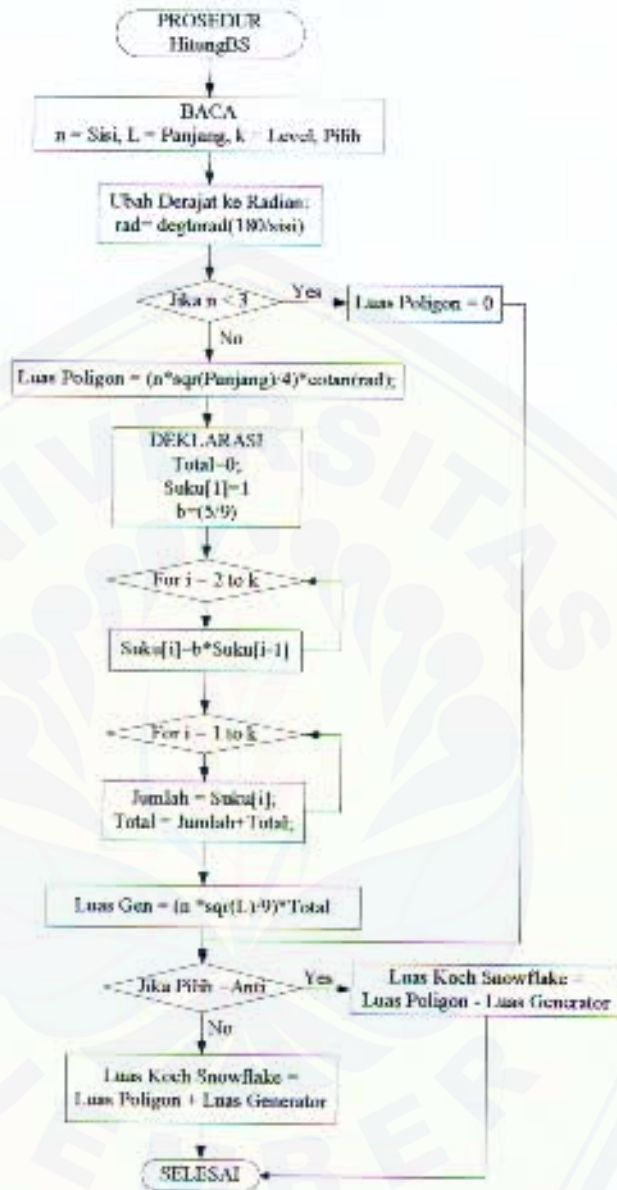 PROSEDUR
HitungBS
BACA
n = Sisi, L = Panjang, k = Level, Pilih
Ubah Derajat ke Radian:
rad= degtorad(180/sisi)
Jika n < 3
Yes
Luas Poligon = 0
No
Luas Poligon = (n*sqr(Panjang)/4)*cotan(rad);
DEKLARASI
Total=0;
Suku[1]=1
b=(5/9)
For i = 2 to k
Suku[i]=b*Suku[i-1]
For i = 1 to k
Jumlah = Suku[i];
Total = Jumlah+Total;
Luas Gen = (n *sqr(L)/9)*Total
Jika Pilih =Anti
Yes
Luas Koch Snowflake =
Luas Poligon - Luas Generator
No
Luas Koch Snowflake =
Luas Poligon + Luas Generator
SELESAI
UNIVERSITAS
JEMBER